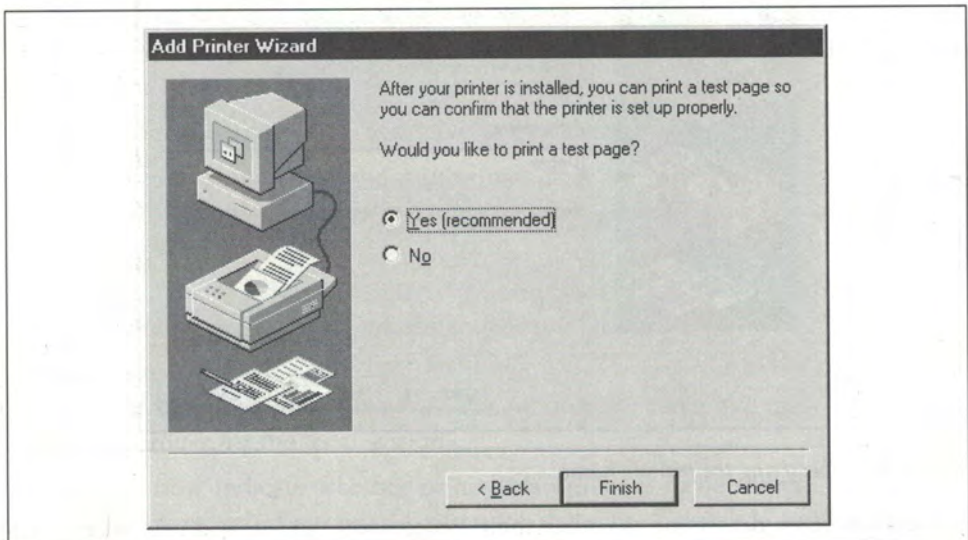 Add Printer Wizard
After your printer is installed, you can print a test page so
you can confirm that the printer is set up properly.
Would you like to print a test page?
Yes (recommended)
No
< Back
Finish
Cancel